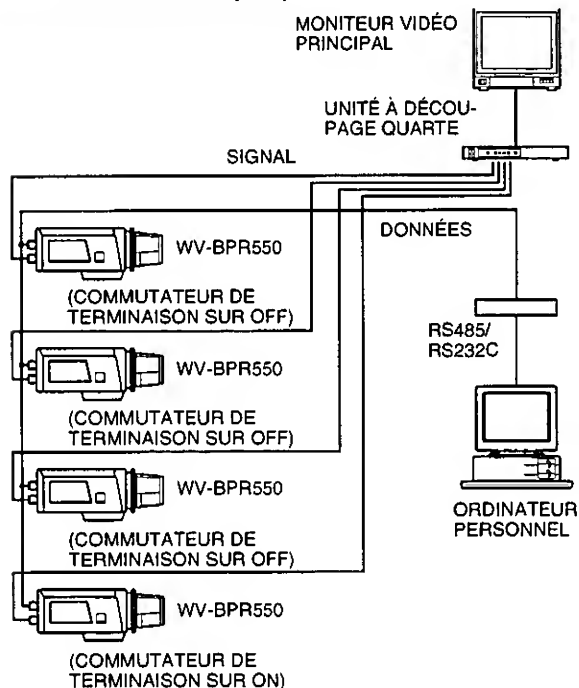 MONITEUR VIDÉO
PRINCIPAL
UNITÉ À DÉCOU-
PAGE QUARTE
SIGNAL
DONNÉES
WV-BPR550
(COMMUTATEUR DE
TERMINAISON SUR OFF)
RS485/
RS232C
WV-BPR550
(COMMUTATEUR DE
TERMINAISON SUR OFF)
WV-BPR550
(COMMUTATEUR DE
TERMINAISON SUR OFF)
ORDINATEUR
PERSONNEL
WV-BPR550
(COMMUTATEUR DE
TERMINAISON SUR ON)